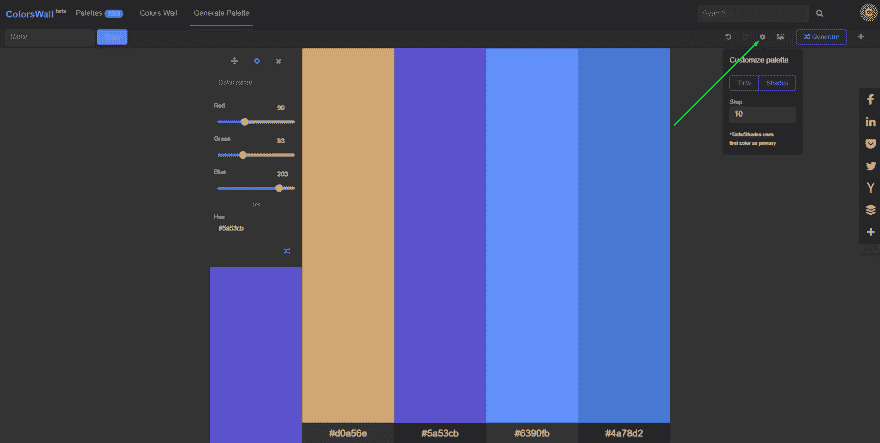 ColorsWall beta
Palettes
Colors Wall
Generate Palette
Search
Name
Generate
Color name
Red
90
Green
83
Blue
203
Hex
#5a53cb
Customize palette
Tints
Shades
Step
10
*Tints/Shades uses
first color as primary
#d0a56e
#5a53cb
#6390fb
#4a78d2